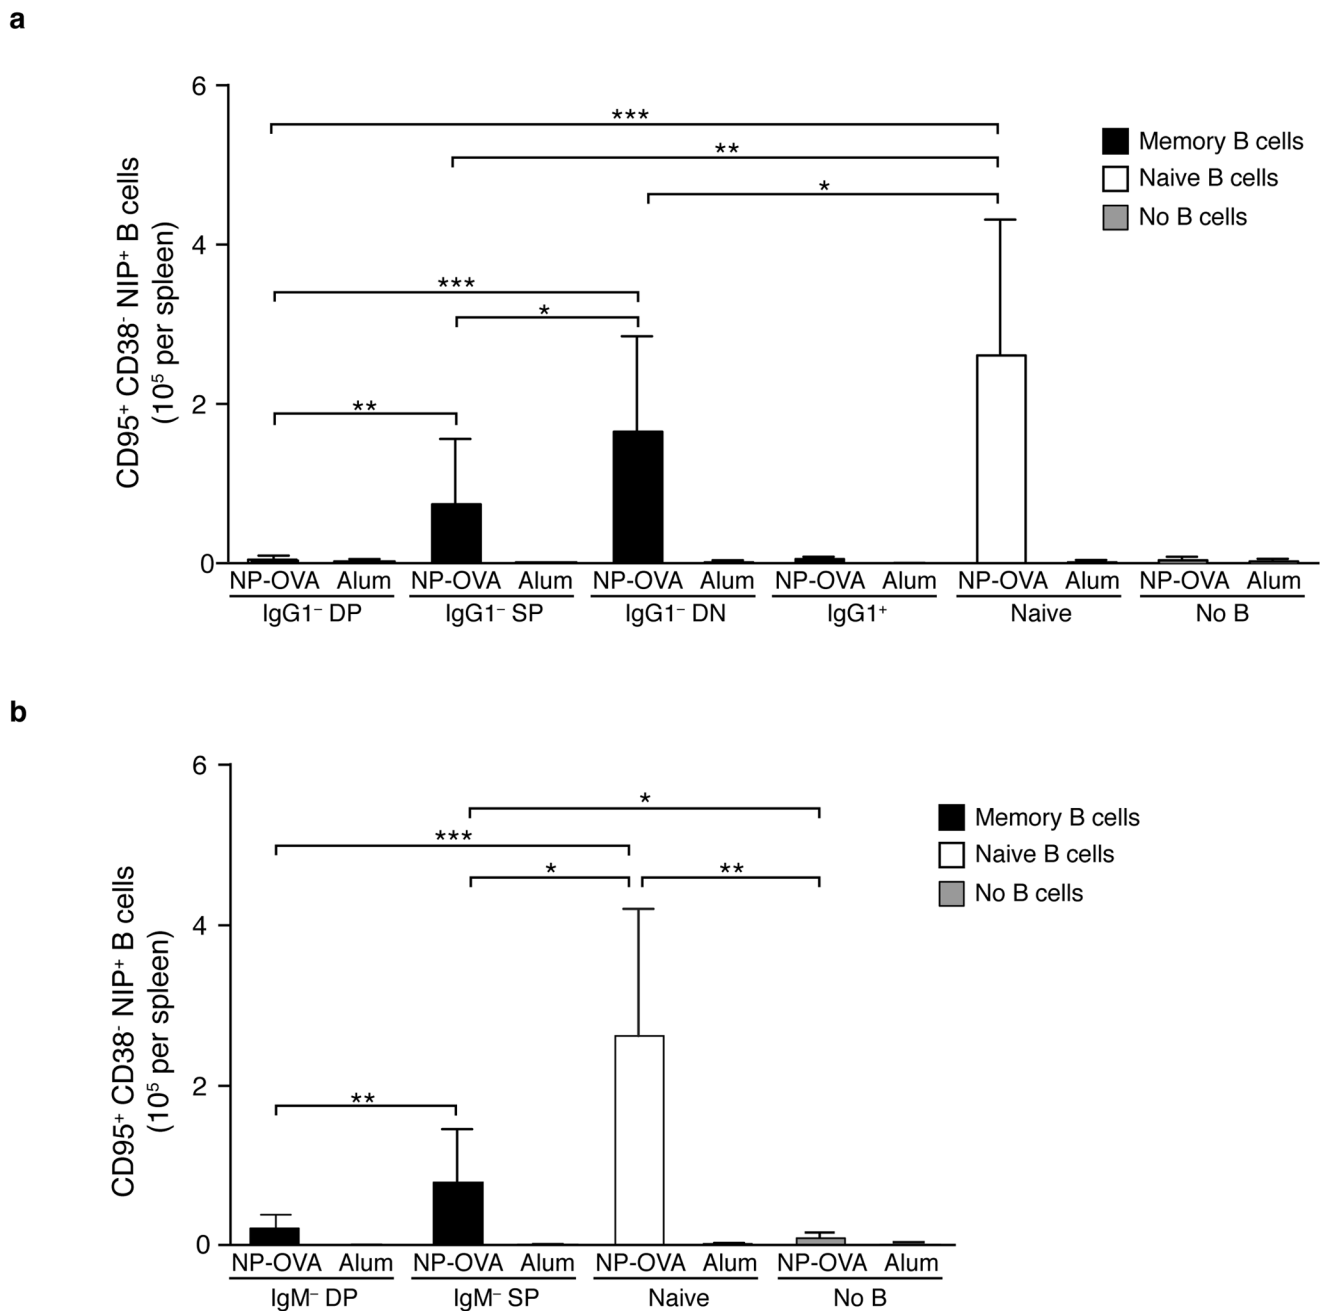 a
6
4
2
0
CD95⁺ CD38⁻ NIP⁺ B cells
(10⁵ per spleen)
***
**
*
***
*
**
Memory B cells
Naive B cells
No B cells
NP-OVA Alum NP-OVA Alum NP-OVA Alum NP-OVA Alum NP-OVA Alum NP-OVA Alum
IgG1⁻ DP IgG1⁻ SP IgG1⁻ DN IgG1⁺ Naive No B
b
6
4
2
0
CD95⁺ CD38⁻ NIP⁺ B cells
(10⁵ per spleen)
*
***
* **
**
Memory B cells
Naive B cells
No B cells
NP-OVA Alum NP-OVA Alum NP-OVA Alum NP-OVA Alum
IgM⁻ DP IgM⁻ SP Naive No B